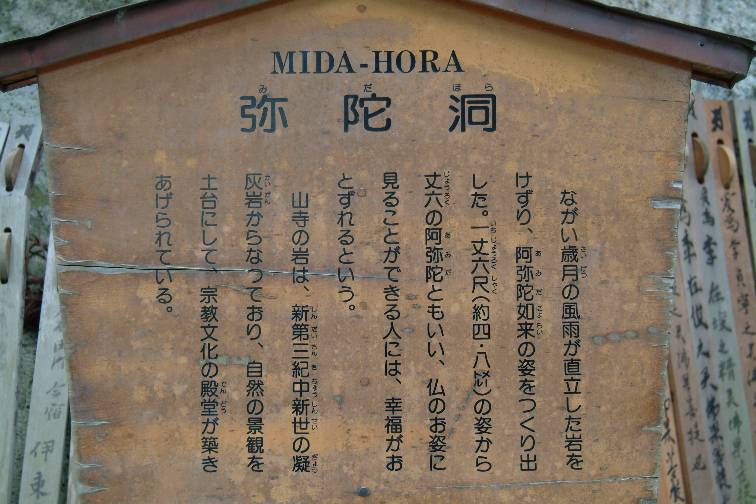 MIDA-HORA
弥陀洞
ながい歳月の風雨が直立した岩を
けずり、阿弥陀如来の姿をつくり出
した。一丈六尺(約四・八㍍)の姿から
丈六の阿弥陀ともいい、仏のお姿に
見ることができる人には、幸福がお
とずれるという。
山寺の岩は、新第三紀中新世の凝
灰岩からなっており、自然の景観を
土台にして、宗教文化の殿堂が築き
あげられている。
伊東